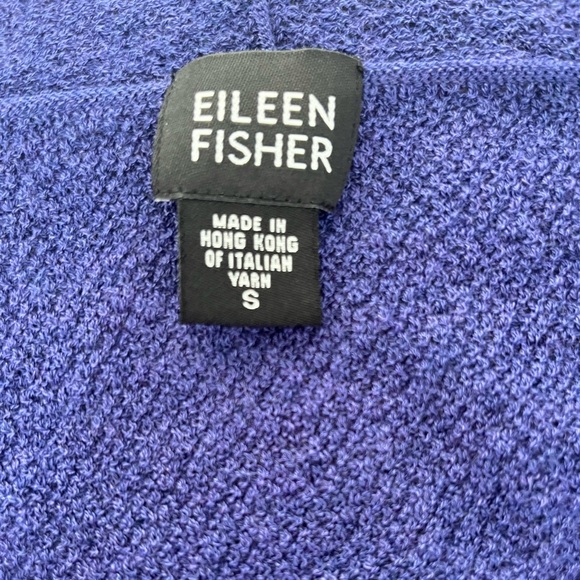 EILEEN
FISHER
MADE IN
HONG KONG
OF ITALIAN
YARN
S